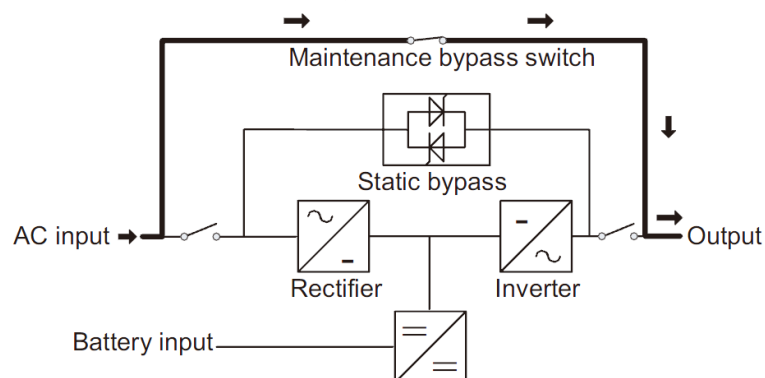 Maintenance bypass switch
Static bypass
AC input
Output
Rectifier
Inverter
Battery input